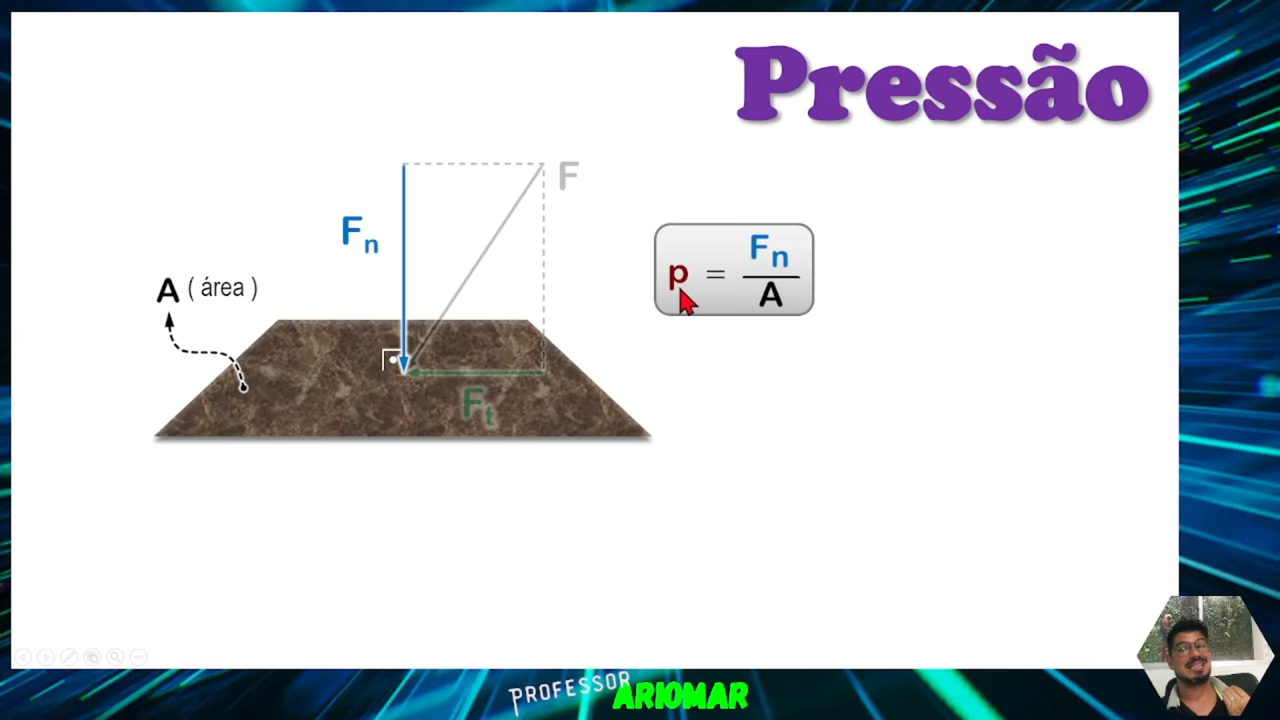 Pressão
F
Fn
p = Fn / A
A ( área )
Ft
PROFESSOR ARIOMAR